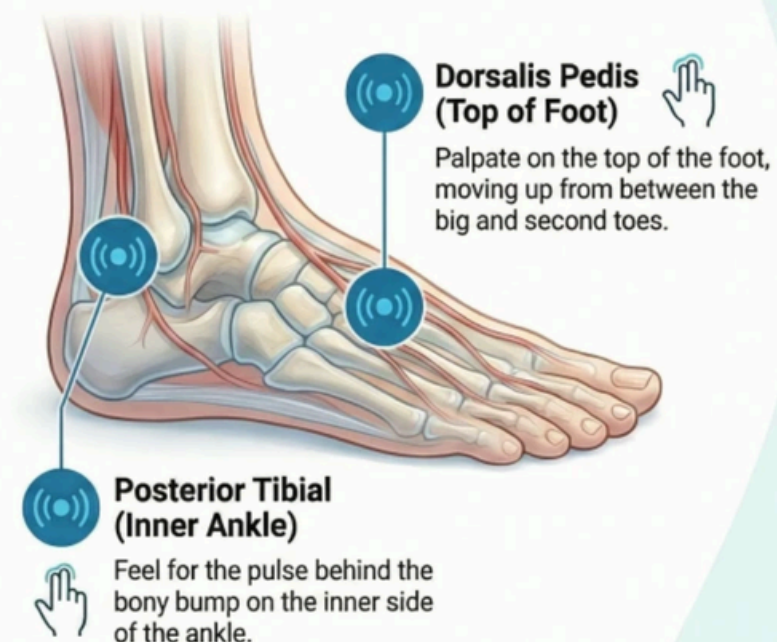 Dorsalis Pedis
(Top of Foot)
Palpate on the top of the foot,
moving up from between the
big and second toes.
Posterior Tibial
(Inner Ankle)
Feel for the pulse behind the
bony bump on the inner side
of the ankle.